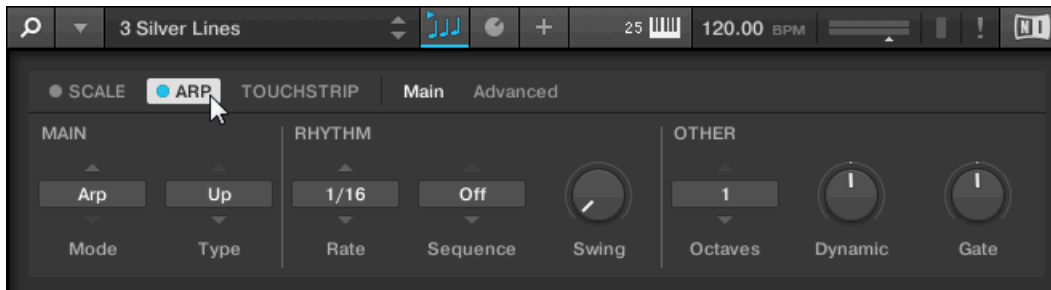 3 Silver Lines 25 120.00 BPM ! NI
SCALE ARP TOUCHSTRIP Main Advanced
MAIN RHYTHM OTHER
Arp Up 1/16 Off 1
Mode Type Rate Sequence Swing Octaves Dynamic Gate